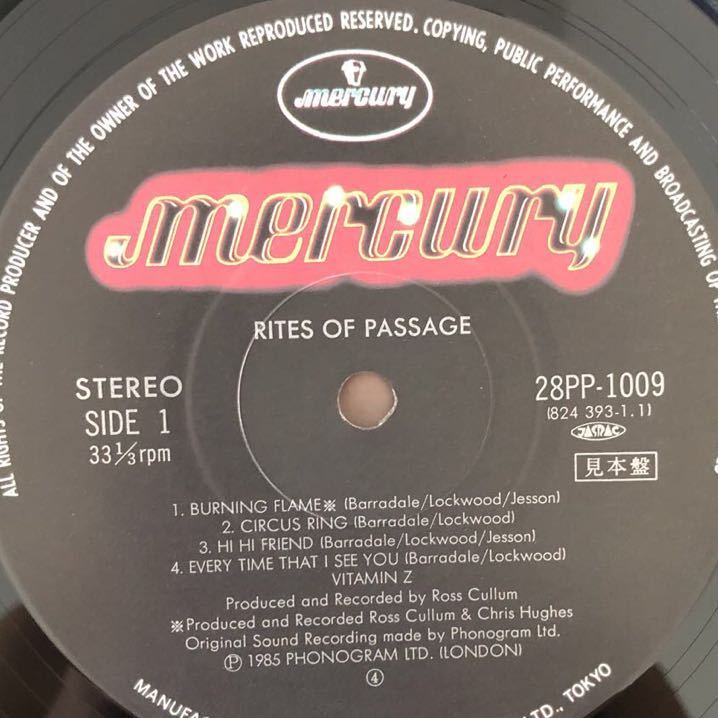 ALL RIGHTS OF THE RECORD PRODUCER AND OF THE OWNER OF THE WORK REPRODUCED RESERVED. COPYING, PUBLIC PERFORMANCE AND BROADCASTING OF
mercury
mercury
RITES OF PASSAGE
STEREO
SIDE 1
33⅓rpm
28PP-1009
(824 393-1.1)
JASRAC
見本盤
1. BURNING FLAME※ (Barradale/Lockwood/Jesson)
2. CIRCUS RING (Barradale/Lockwood)
3. HI HI FRIEND (Barradale/Lockwood/Jesson)
4. EVERY TIME THAT I SEE YOU (Barradale/Lockwood)
VITAMIN Z
Produced and Recorded by Ross Cullum
※Produced and Recorded Ross Cullum & Chris Hughes
Original Sound Recording made by Phonogram Ltd.
Ⓟ 1985 PHONOGRAM LTD. (LONDON)
④
MANUFAC LTD., TOKYO